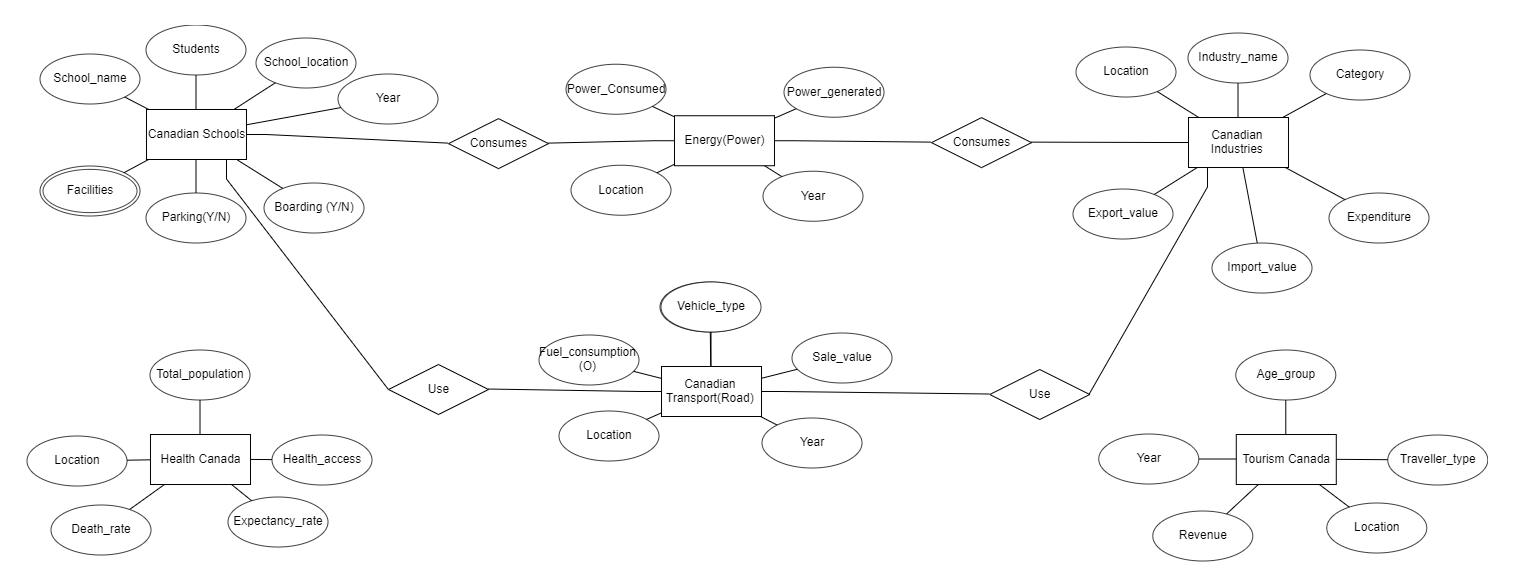 Students
School_name
School_location
Year
Canadian Schools
Facilities
Parking(Y/N)
Boarding (Y/N)
Consumes
Power_Consumed
Power_generated
Energy(Power)
Location
Year
Consumes
Location
Industry_name
Category
Canadian
Industries
Export_value
Import_value
Expenditure
Use
Vehicle_type
Fuel_consumption
(O)
Sale_value
Canadian
Transport(Road)
Location
Year
Use
Total_population
Location
Health Canada
Health_access
Death_rate
Expectancy_rate
Age_group
Year
Tourism Canada
Traveller_type
Revenue
Location